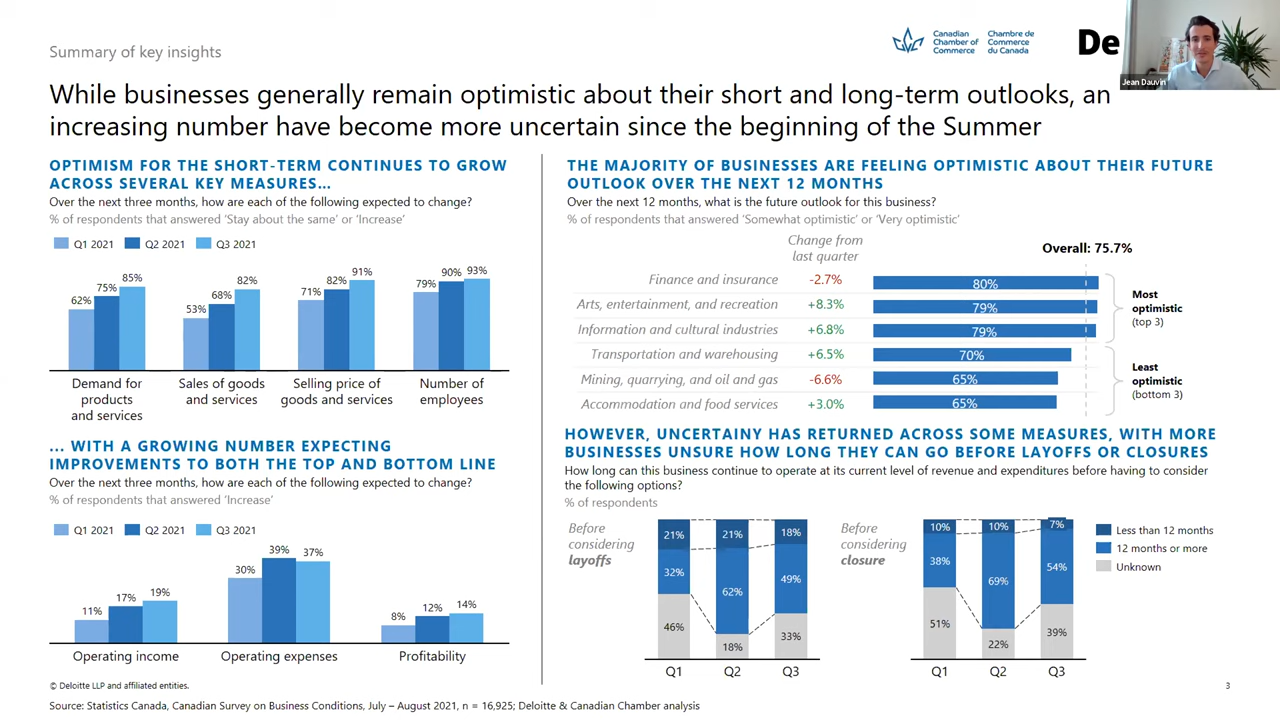 Summary of key insights
Canadian
Chamber of
Commerce
Chambre de
Commerce
du Canada
De
Jean Dauvin
While businesses generally remain optimistic about their short and long-term outlooks, an
increasing number have become more uncertain since the beginning of the Summer
OPTIMISM FOR THE SHORT-TERM CONTINUES TO GROW
ACROSS SEVERAL KEY MEASURES…
Over the next three months, how are each of the following expected to change?
% of respondents that answered 'Stay about the same' or 'Increase'
Q1 2021 Q2 2021 Q3 2021
62% 75% 85% 53% 68% 82% 71% 82% 91% 79% 90% 93%
Demand for
products
and services
Sales of goods
and services
Selling price of
goods and services
Number of
employees
... WITH A GROWING NUMBER EXPECTING
IMPROVEMENTS TO BOTH THE TOP AND BOTTOM LINE
Over the next three months, how are each of the following expected to change?
% of respondents that answered 'Increase'
Q1 2021 Q2 2021 Q3 2021
11% 17% 19% 30% 39% 37% 8% 12% 14%
Operating income Operating expenses Profitability
THE MAJORITY OF BUSINESSES ARE FEELING OPTIMISTIC ABOUT THEIR FUTURE
OUTLOOK OVER THE NEXT 12 MONTHS
Over the next 12 months, what is the future outlook for this business?
% of respondents that answered 'Somewhat optimistic' or 'Very optimistic'
Change from
last quarter
Overall: 75.7%
Finance and insurance -2.7% 80%
Arts, entertainment, and recreation +8.3% 79%
Information and cultural industries +6.8% 79%
Transportation and warehousing +6.5% 70%
Mining, quarrying, and oil and gas -6.6% 65%
Accommodation and food services +3.0% 65%
Most
optimistic
(top 3)
Least
optimistic
(bottom 3)
HOWEVER, UNCERTAINY HAS RETURNED ACROSS SOME MEASURES, WITH MORE
BUSINESSES UNSURE HOW LONG THEY CAN GO BEFORE LAYOFFS OR CLOSURES
How long can this business continue to operate at its current level of revenue and expenditures before having to consider
the following options?
% of respondents
Before
considering
layoffs
21% 21% 18%
32% 62% 49%
46% 18% 33%
Q1 Q2 Q3
Before
considering
closure
10% 10% 7%
38% 69% 54%
51% 22% 39%
Q1 Q2 Q3
Less than 12 months
12 months or more
Unknown
© Deloitte LLP and affiliated entities.
3
Source: Statistics Canada, Canadian Survey on Business Conditions, July – August 2021, n = 16,925; Deloitte & Canadian Chamber analysis